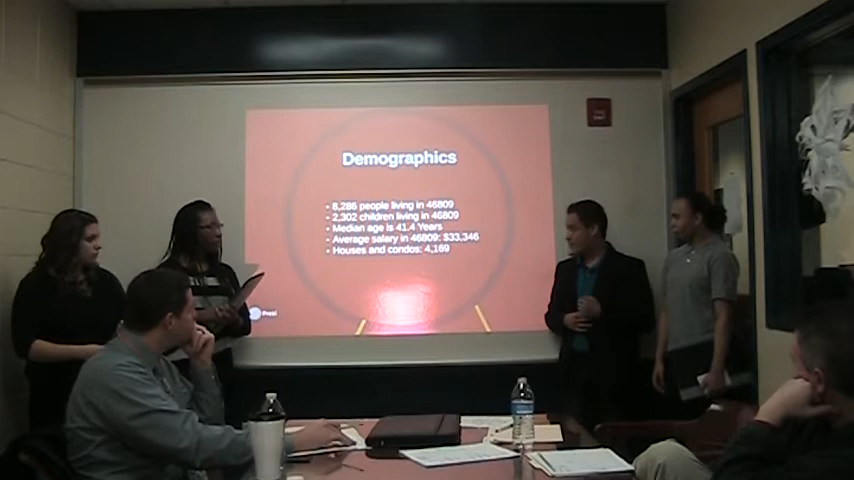 Demographics
• 8,286 people living in 46809
• 2,302 children living in 46809
• Median age is 41.4 Years
• Average salary in 46809: $33,346
• Houses and condos: 4,169
Prezi